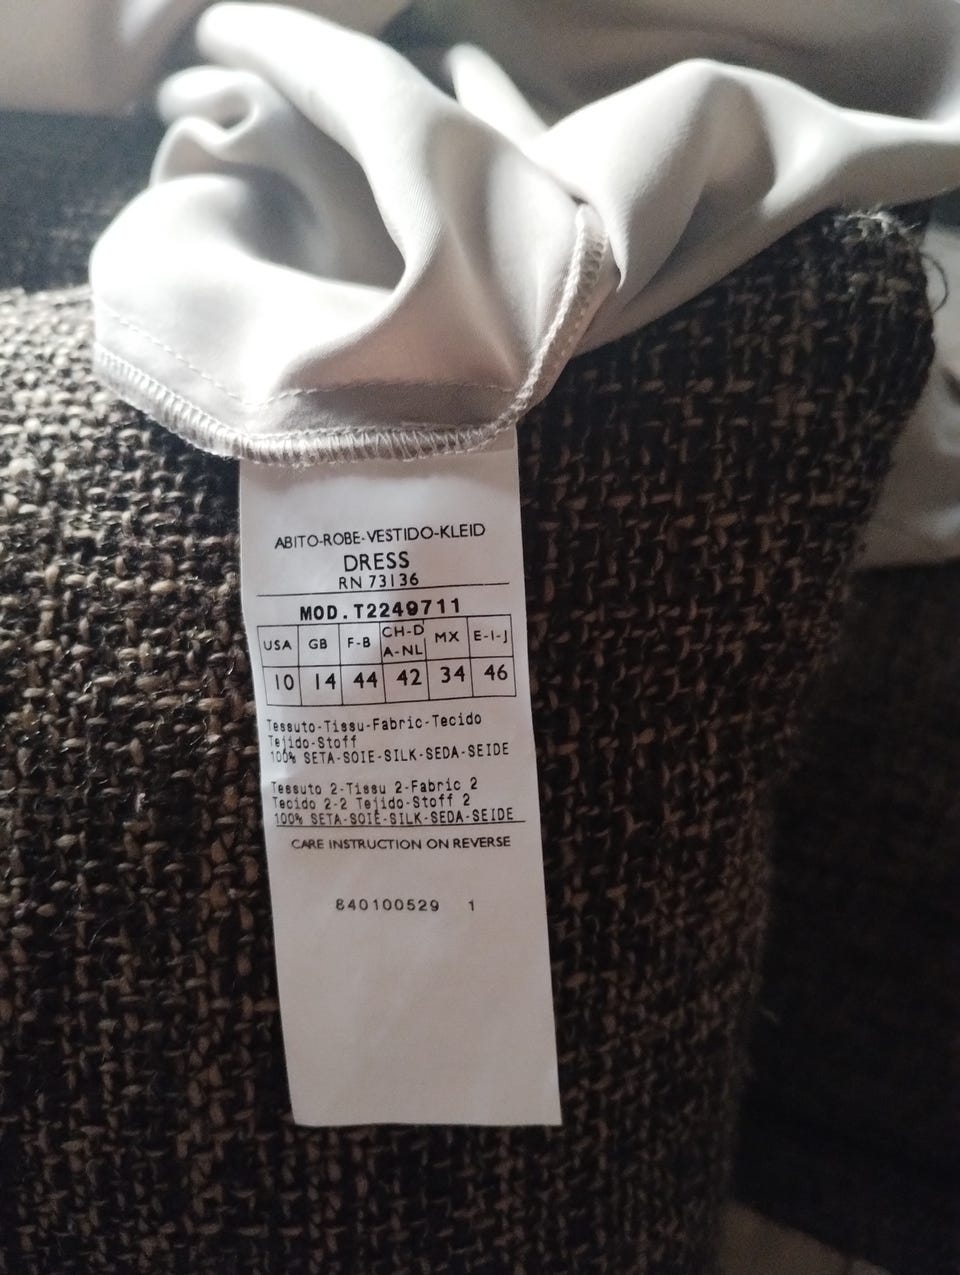 ABITO-ROBE-VESTIDO-KLEID
DRESS
RN 73136
MOD. T2249711
USA GB F-B CH-D A-NL MX E-I-J
10 14 44 42 34 46
Tessuto-Tissu-Fabric-Tecido
Tejido-Stoff
100% SETA-SOIE-SILK-SEDA-SEIDE
Tessuto 2-Tissu 2-Fabric 2
Tecido 2-2 Tejido-Stoff 2
100% SETA-SOIE-SILK-SEDA-SEIDE
CARE INSTRUCTION ON REVERSE
840100529 1